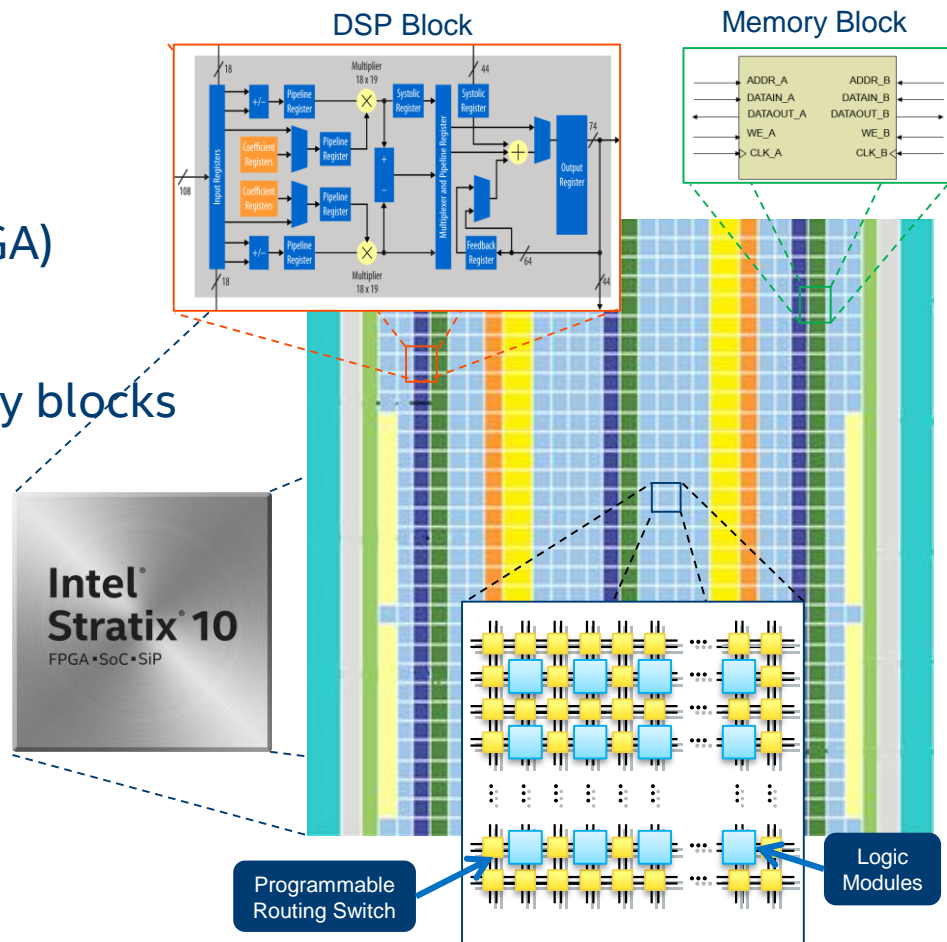 DSP Block
Memory Block
GA)
y blocks
18
44
Multiplier
18 x 19
+/−
Pipeline
Register
Systolic
Register
Systolic
Register
Coefficient
Registers
Pipeline
Register
Input Registers
108
Coefficient
Registers
Pipeline
Register
+
−
Multiplexer and Pipeline Register
+
74
Output
Register
+/−
Pipeline
Register
Multiplier
18 x 19
Feedback
Register
64
18
44
ADDR_A
ADDR_B
DATAIN_A
DATAIN_B
DATAOUT_A
DATAOUT_B
WE_A
WE_B
CLK_A
CLK_B
Intel®
Stratix® 10
FPGA▪SoC▪SiP
Programmable
Routing Switch
Logic
Modules